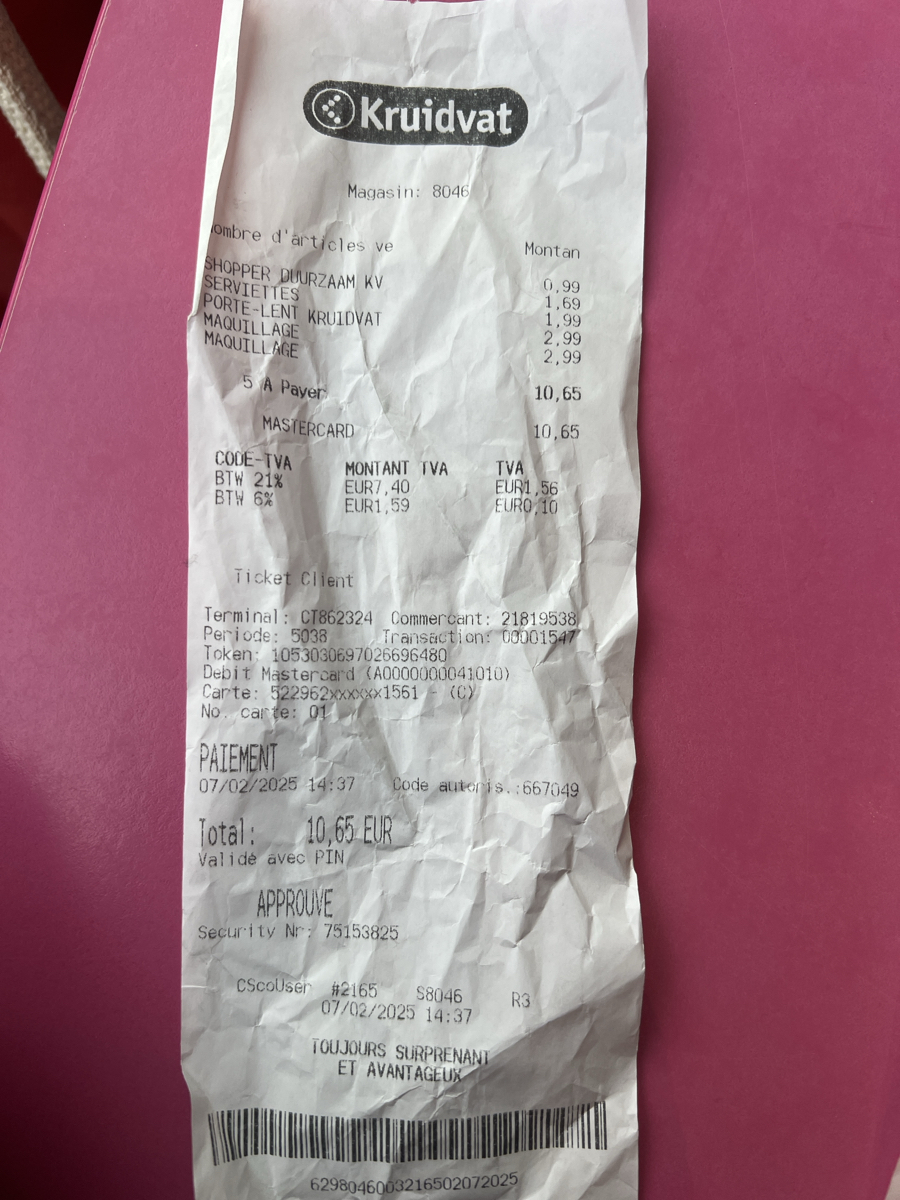 Kruidvat
Magasin: 8046
ombre d'articles ve Montan
SHOPPER DUURZAAM KV 0,99
SERVIETTES 1,69
PORTE-LENT KRUIDVAT 1,99
MAQUILLAGE 2,99
MAQUILLAGE 2,99
5 A Payer 10,65
MASTERCARD 10,65
CODE-TVA MONTANT TVA TVA
BTW 21% EUR7,40 EUR1,56
BTW 6% EUR1,59 EUR0,10
Ticket Client
Terminal: CT862324 Commercant: 21819538
Periode: 5038 Transaction: 00001547
Token: 1053030697026696480
Debit Mastercard (A0000000041010)
Carte: 522962xxxxxx1561 - (C)
No. carte: 01
PAIEMENT
07/02/2025 14:37 Code autoris.:667049
Total: 10,65 EUR
Validé avec PIN
APPROUVE
Security Nr: 75153825
CScoUser #2165 S8046 R3
07/02/2025 14:37
TOUJOURS SURPRENANT
ET AVANTAGEUX
6298046003216502072025